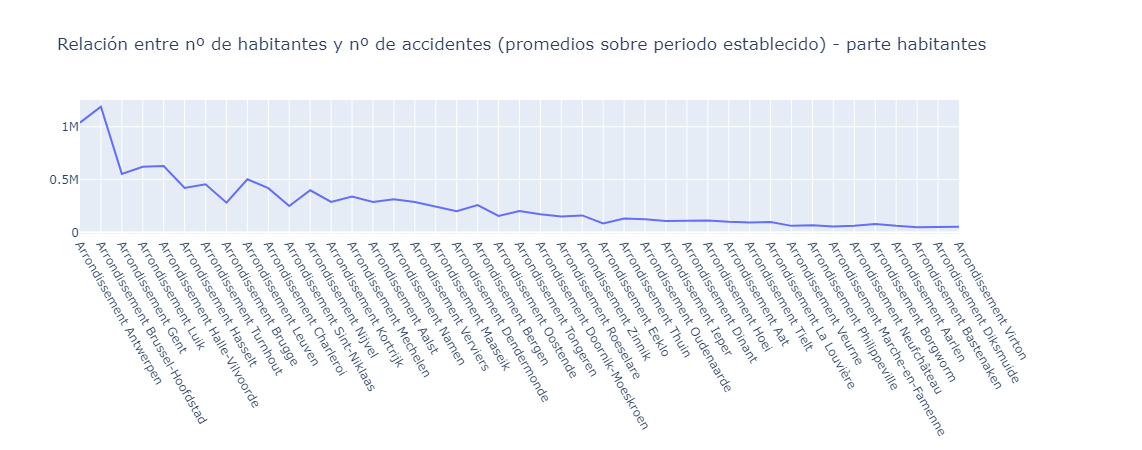 Relación entre nº de habitantes y nº de accidentes (promedios sobre periodo establecido) - parte habitantes
1M
0.5M
0
Arrondissement Antwerpen
Arrondissement Brussel-Hoofdstad
Arrondissement Gent
Arrondissement Luik
Arrondissement Halle-Vilvoorde
Arrondissement Hasselt
Arrondissement Turnhout
Arrondissement Brugge
Arrondissement Leuven
Arrondissement Charleroi
Arrondissement Sint-Niklaas
Arrondissement Nijvel
Arrondissement Kortrijk
Arrondissement Mechelen
Arrondissement Aalst
Arrondissement Namen
Arrondissement Verviers
Arrondissement Maaseik
Arrondissement Dendermonde
Arrondissement Bergen
Arrondissement Oostende
Arrondissement Tongeren
Arrondissement Doornik-Moeskroen
Arrondissement Roeselare
Arrondissement Zinnik
Arrondissement Eeklo
Arrondissement Thuin
Arrondissement Oudenaarde
Arrondissement Ieper
Arrondissement Dinant
Arrondissement Hoei
Arrondissement Aat
Arrondissement Tielt
Arrondissement La Louvière
Arrondissement Veurne
Arrondissement Philippeville
Arrondissement Marche-en-Famenne
Arrondissement Neufchâteau
Arrondissement Borgworm
Arrondissement Aarlen
Arrondissement Bastenaken
Arrondissement Diksmuide
Arrondissement Virton